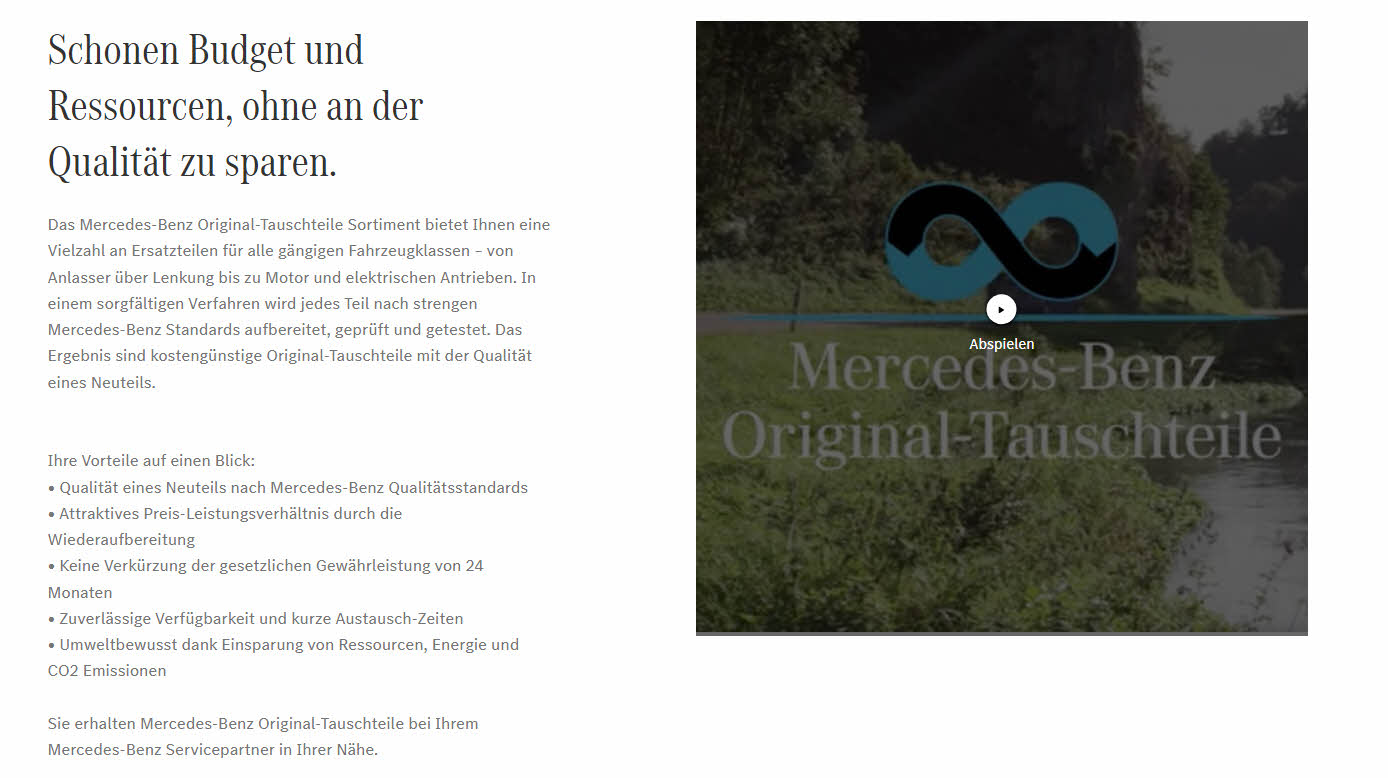 Schonen Budget und
Ressourcen, ohne an der
Qualität zu sparen.
Das Mercedes-Benz Original-Tauschteile Sortiment bietet Ihnen eine
Vielzahl an Ersatzteilen für alle gängigen Fahrzeugklassen – von
Anlasser über Lenkung bis zu Motor und elektrischen Antrieben. In
einem sorgfältigen Verfahren wird jedes Teil nach strengen
Mercedes-Benz Standards aufbereitet, geprüft und getestet. Das
Ergebnis sind kostengünstige Original-Tauschteile mit der Qualität
eines Neuteils.
Ihre Vorteile auf einen Blick:
• Qualität eines Neuteils nach Mercedes-Benz Qualitätsstandards
• Attraktives Preis-Leistungsverhältnis durch die
Wiederaufbereitung
• Keine Verkürzung der gesetzlichen Gewährleistung von 24
Monaten
• Zuverlässige Verfügbarkeit und kurze Austausch-Zeiten
• Umweltbewusst dank Einsparung von Ressourcen, Energie und
CO2 Emissionen
Sie erhalten Mercedes-Benz Original-Tauschteile bei Ihrem
Mercedes-Benz Servicepartner in Ihrer Nähe.
Abspielen
Mercedes-Benz
Original-Tauschteile